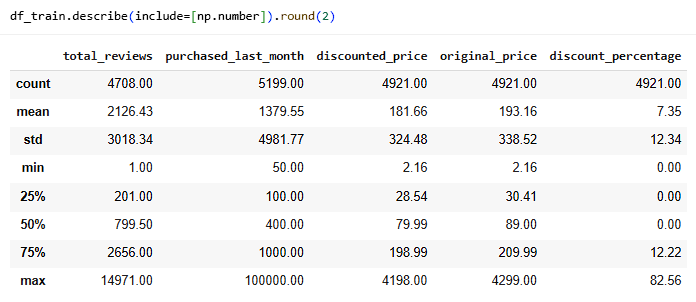 df_train.describe(include=[np.number]).round(2)
total_reviews purchased_last_month discounted_price original_price discount_percentage
count 4708.00 5199.00 4921.00 4921.00 4921.00
mean 2126.43 1379.55 181.66 193.16 7.35
std 3018.34 4981.77 324.48 338.52 12.34
min 1.00 50.00 2.16 2.16 0.00
25% 201.00 100.00 28.54 30.41 0.00
50% 799.50 400.00 79.99 89.00 0.00
75% 2656.00 1000.00 198.99 209.99 12.22
max 14971.00 100000.00 4198.00 4299.00 82.56